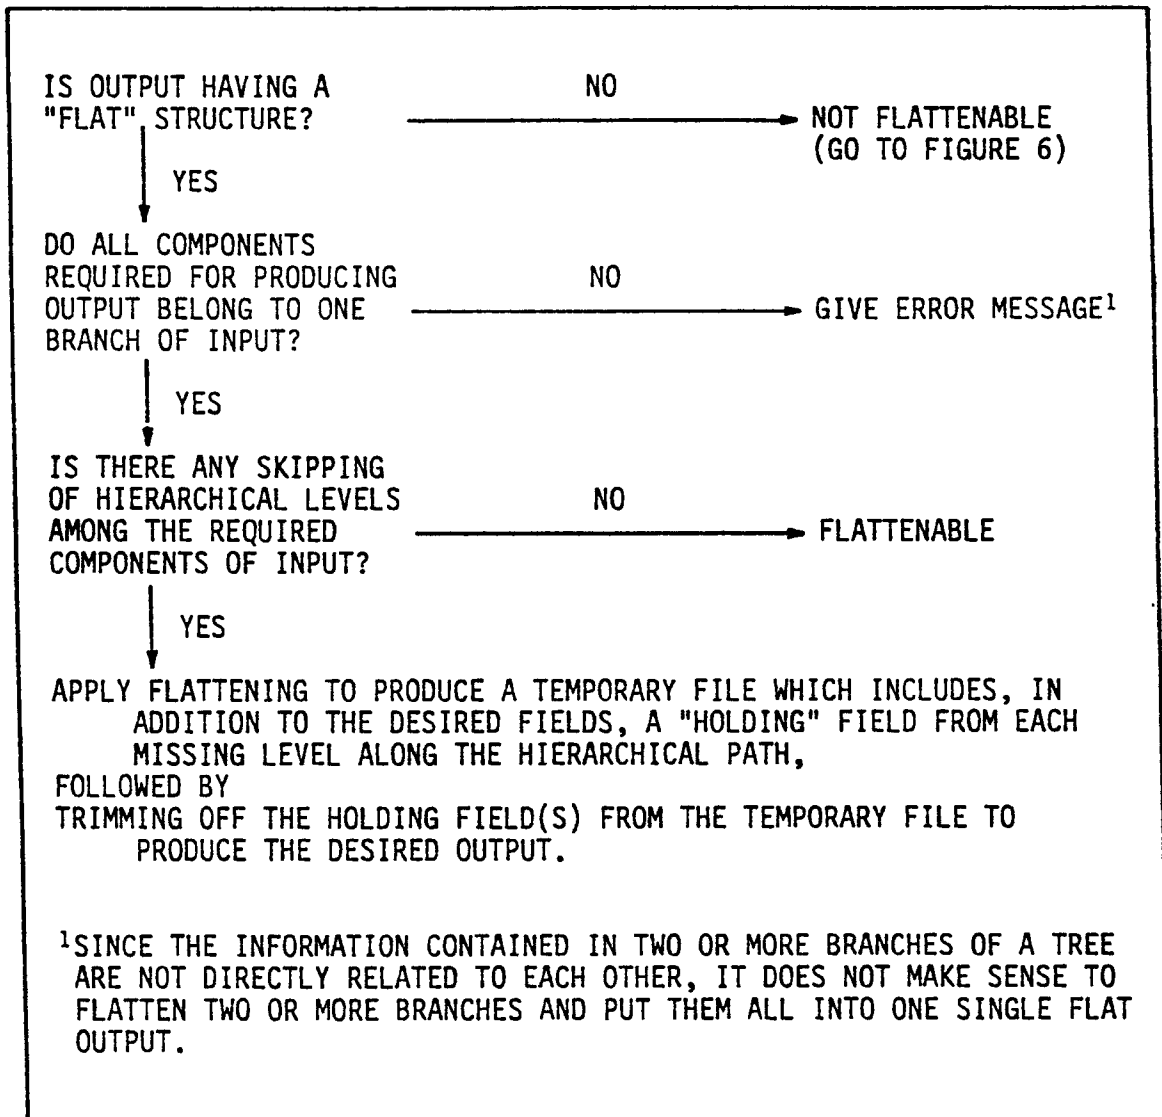 IS OUTPUT HAVING A
"FLAT" STRUCTURE?
NO
NOT FLATTENABLE
(GO TO FIGURE 6)
YES
DO ALL COMPONENTS
REQUIRED FOR PRODUCING
OUTPUT BELONG TO ONE
BRANCH OF INPUT?
NO
GIVE ERROR MESSAGE¹
YES
IS THERE ANY SKIPPING
OF HIERARCHICAL LEVELS
AMONG THE REQUIRED
COMPONENTS OF INPUT?
NO
FLATTENABLE
YES
APPLY FLATTENING TO PRODUCE A TEMPORARY FILE WHICH INCLUDES, IN
ADDITION TO THE DESIRED FIELDS, A "HOLDING" FIELD FROM EACH
MISSING LEVEL ALONG THE HIERARCHICAL PATH,
FOLLOWED BY
TRIMMING OFF THE HOLDING FIELD(S) FROM THE TEMPORARY FILE TO
PRODUCE THE DESIRED OUTPUT.
¹SINCE THE INFORMATION CONTAINED IN TWO OR MORE BRANCHES OF A TREE
ARE NOT DIRECTLY RELATED TO EACH OTHER, IT DOES NOT MAKE SENSE TO
FLATTEN TWO OR MORE BRANCHES AND PUT THEM ALL INTO ONE SINGLE FLAT
OUTPUT.